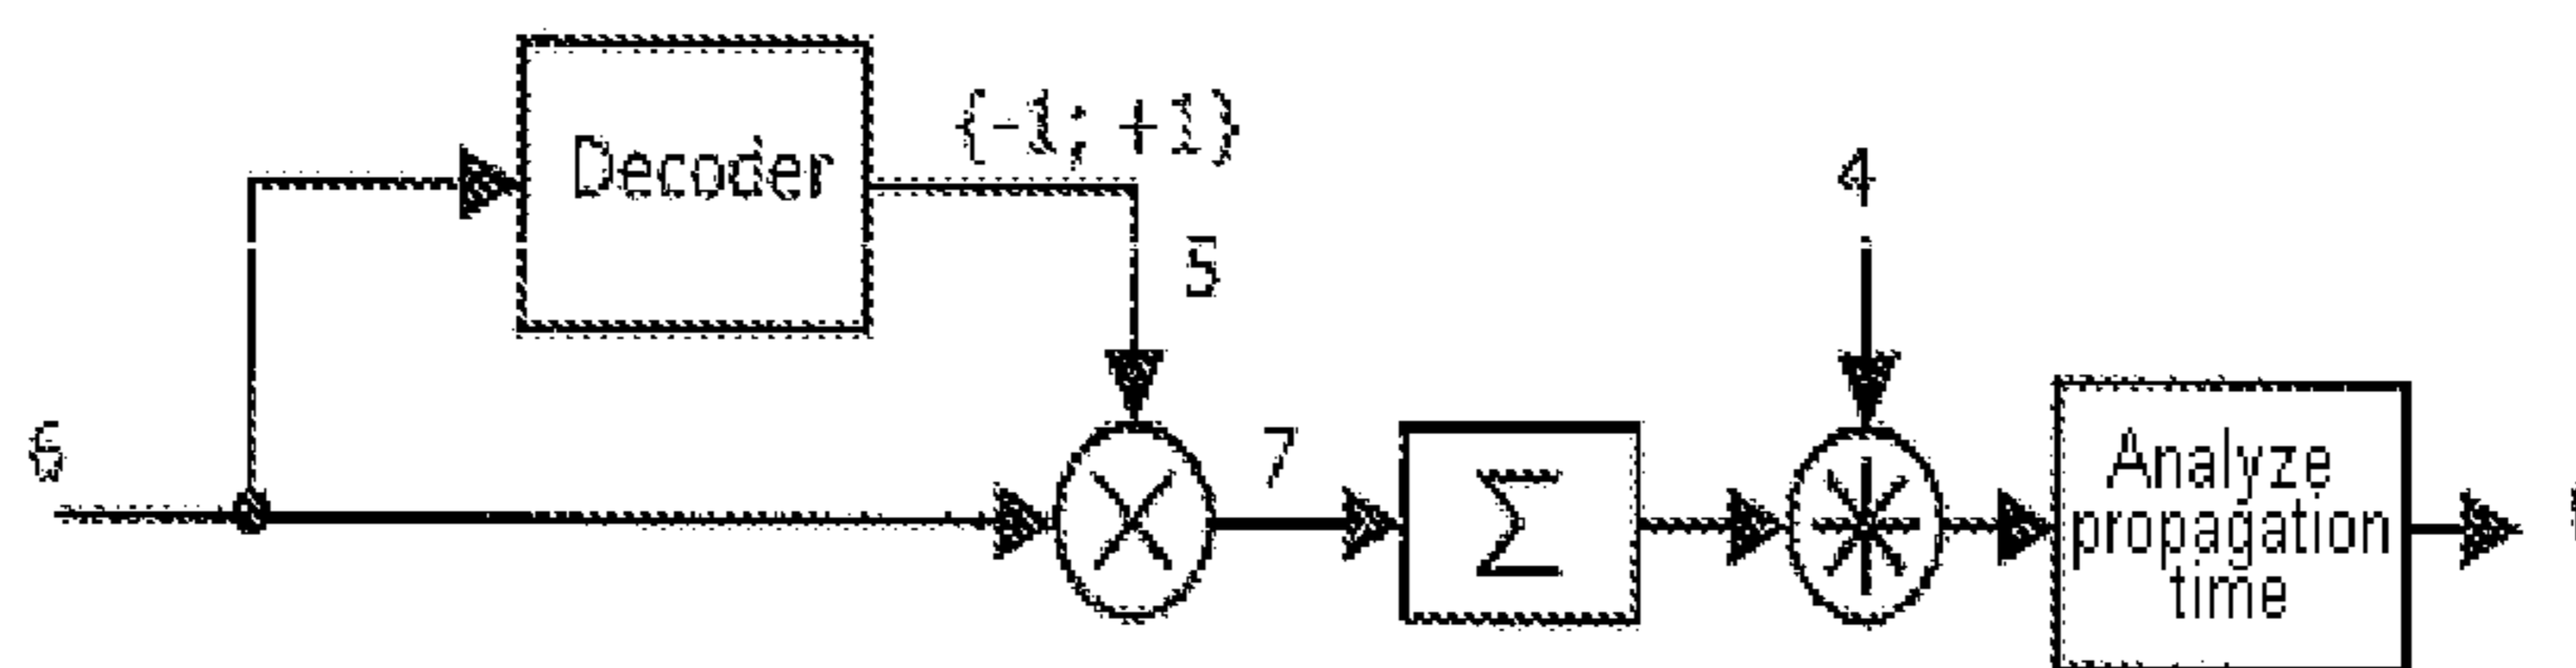 Decoder
{-1; +1}
4
5
6
7
Σ
Analyze
propagation
time